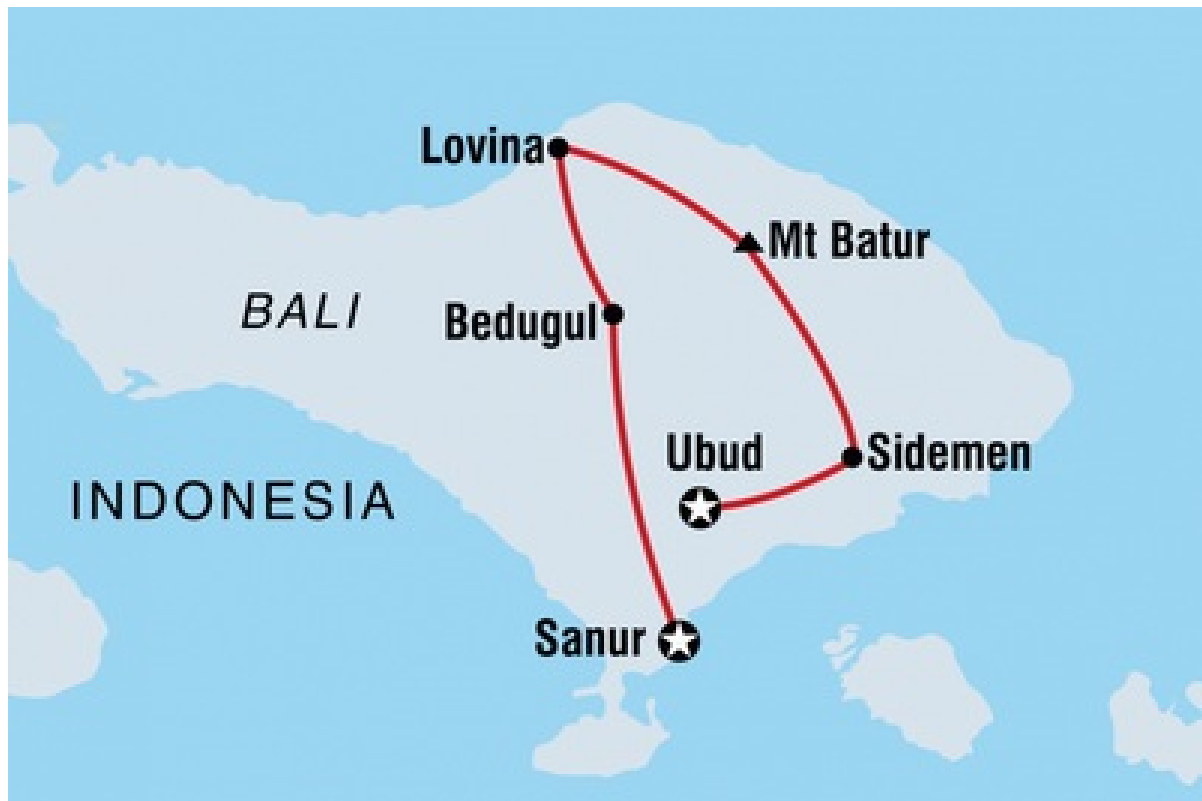 Lovina
Mt Batur
BALI
Bedugul
Ubud
Sidemen
INDONESIA
Sanur